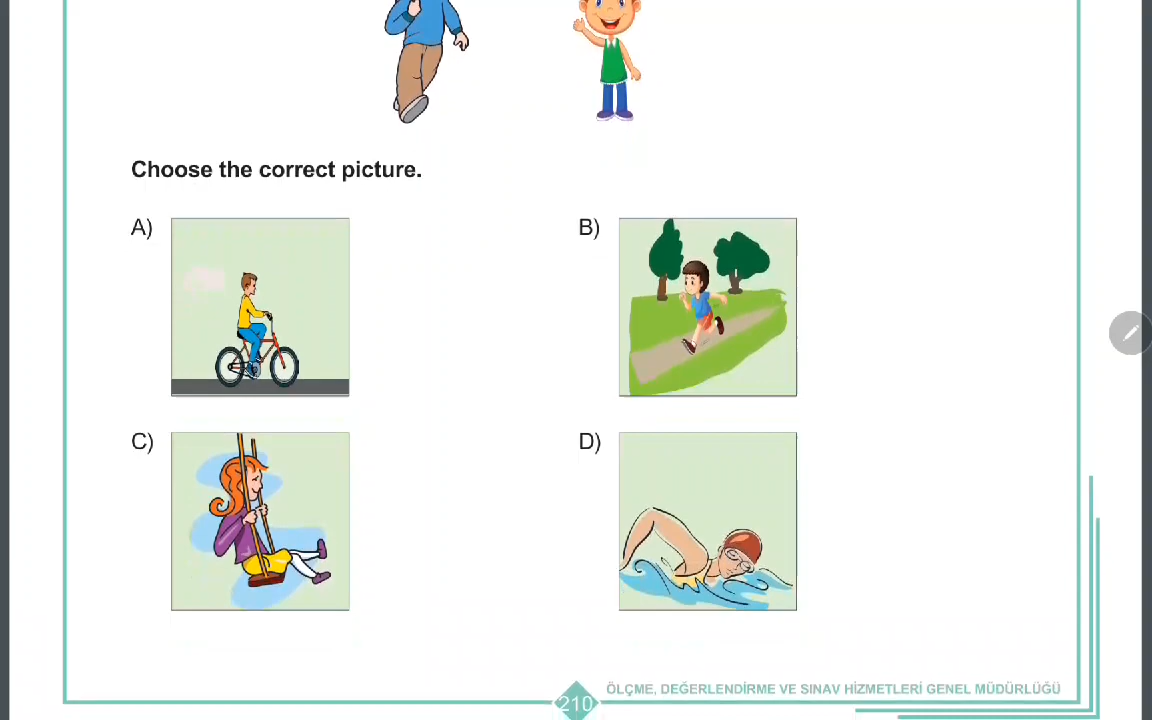 Choose the correct picture.
A)
B)
C)
D)
ÖLÇME, DEĞERLENDİRME VE SINAV HİZMETLERİ GENEL MÜDÜRLÜĞÜ
210